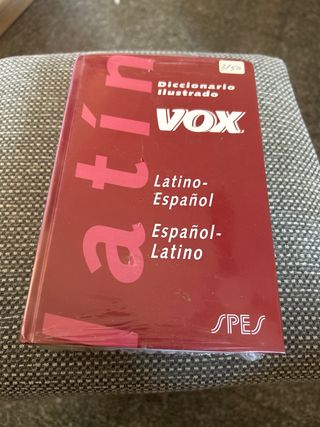 latín
Diccionario
Ilustrado
VOX
Latino-
Español
Español-
Latino
SPES